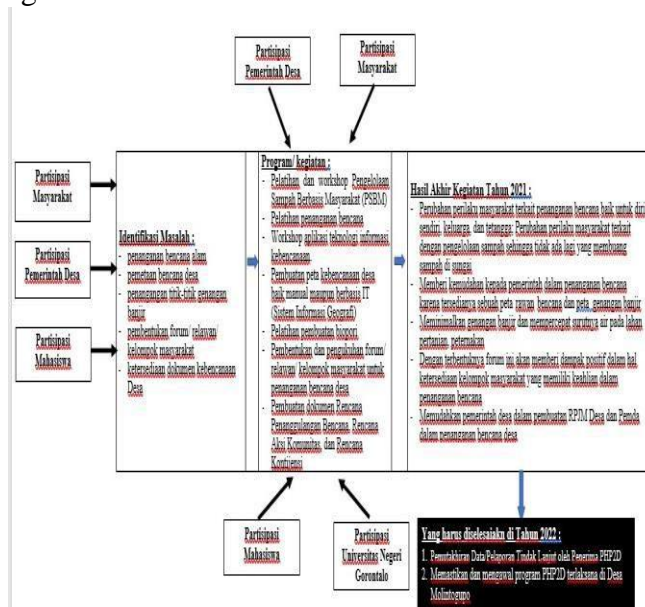 Partisipasi
Pemerintah Desa
Partisipasi
Masyarakat
Partisipasi
Masyarakat
Partisipasi
Pemerintah Desa
Partisipasi
Mahasiswa
Identifikasi Masalah :
- penanganan bencana alam
- pemetaan bencana desa
- penangungan titik-titik genangan
banjir
- pembentukan forum/ relawan/
kelompok masyarakat
- ketersediaan dokumen kebencanaan
Desa
Program/ kegiatan :
- Pelatihan dan workshop Pengelolaan
Sampah Berbasis Masyarakat (PSBM)
- Pelatihan penanganan bencana
- Workshop aplikasi teknologi informasi
kebencanaan.
- Pembuatan peta kebencanaan desa
baik manual maupun berbasis IT
(Sistem Informasi Geografi)
- Pelatihan pembuatan biopori
- Pembentukan dan pengukuhan forum/
relawan/ kelompok masyarakat untuk
penanganan bencana desa
- Pembuatan dokumen Rencana
Penanggulangan Bencana, Rencana
Aksi Komunitas, dan Rencana
Kontijensi
Hasil Akhir Kegiatan Tahun 2021 :
- Perubahan perilaku masyarakat terkait penanganan bencana baik untuk diri
sendiri, keluarga, dan tetangga. Perubahan perilaku masyarakat terkait
dengan pengelolaan sampah sehingga tidak ada lagi yang membuang
sampah di sungai
- Memberi kemudahan kepada pemerintah dalam penanganan bencana
karena tersedianya sebuah peta rawan bencana dan peta genangan banjir
- Meminimalkan genangan banjir dan mempercepat surutnya air pada lahan
pertanian, peternakan
- Dengan terbentuknya forum ini akan memberi dampak positif dalam hal
ketersediaan kelompok masyarakat yang memiliki keahlian dalam
penanganan bencana
- Memudahkan pemerintah desa dalam pembuatan RPJM Desa dan Pemda
dalam penanganan bencana desa
Partisipasi
Mahasiswa
Partisipasi
Universitas Negeri
Gorontalo
Yang harus diselesaiakn di Tahun 2022 :
1. Pemutakhiran Data/Pelaporan Tindak Lanjut oleh Penerima PHP2D
2. Memastikan dan mengawal program PHP2D terlaksana di Desa
Molintogupo